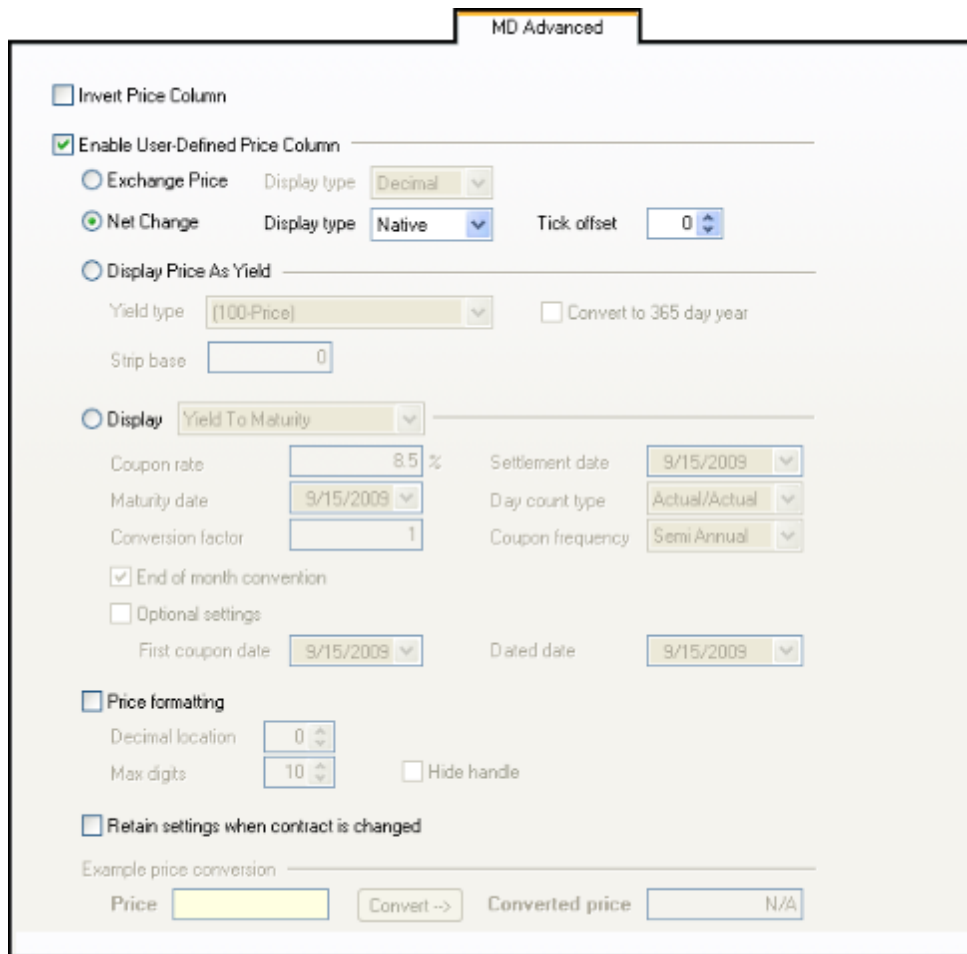 MD Advanced
Invert Price Column
Enable User-Defined Price Column
Exchange Price Display type Decimal
Net Change Display type Native Tick offset 0
Display Price As Yield
Yield type (100-Price) Convert to 365 day year
Strip base 0
Display Yield To Maturity
Coupon rate 8.5 % Settlement date 9/15/2009
Maturity date 9/15/2009 Day count type Actual/Actual
Conversion factor 1 Coupon frequency Semi Annual
End of month convention
Optional settings
First coupon date 9/15/2009 Dated date 9/15/2009
Price formatting
Decimal location 0
Max digits 10 Hide handle
Retain settings when contract is changed
Example price conversion
Price Convert --> Converted price N/A